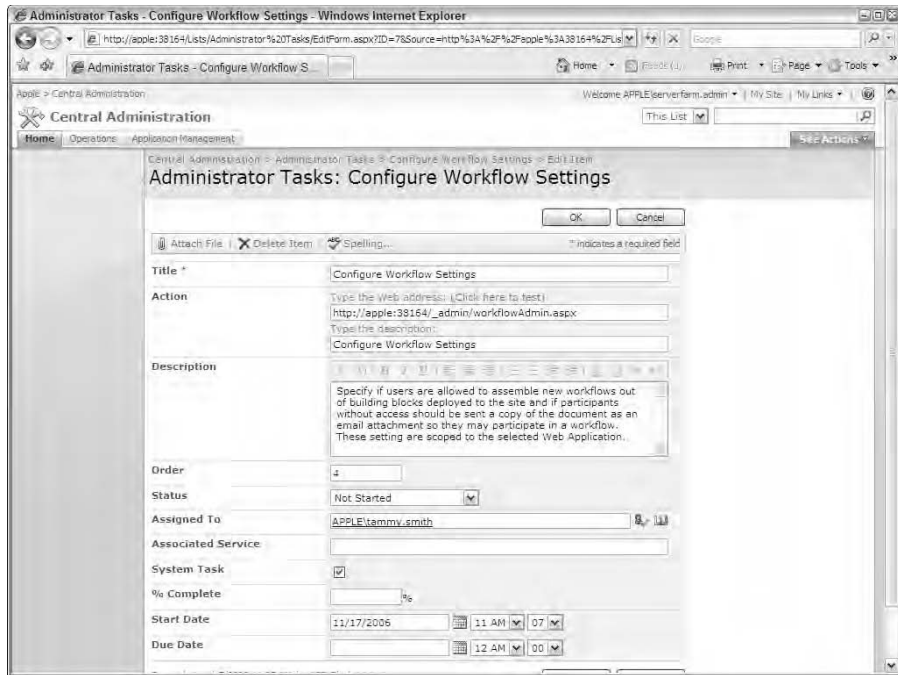 Administrator Tasks - Configure Workflow Settings - Windows Internet Explorer
http://apple:38164/Lists/Administrator%20Tasks/EditForm.aspx?ID=7&Source=http%3A%2F%2Fapple%3A38164%2FLis
Google
Administrator Tasks - Configure Workflow S...
Home
Feeds (J)
Print
Page
Tools
Apple > Central Administration
Welcome APPLE\serverfarm.admin
My Site
My Links
Central Administration
This List
Home
Operations
Application Management
Site Actions
Central Administration > Administrator Tasks > Configure Workflow Settings > Edit Item
Administrator Tasks: Configure Workflow Settings
OK
Cancel
Attach File
Delete Item
Spelling...
* indicates a required field
Title *
Configure Workflow Settings
Action
Type the Web address: (Click here to test)
http://apple:38164/_admin/workflowAdmin.aspx
Type the description:
Configure Workflow Settings
Description
Specify if users are allowed to assemble new workflows out
of building blocks deployed to the site and if participants
without access should be sent a copy of the document as an
email attachment so they may participate in a workflow.
These setting are scoped to the selected Web Application.
Order
4
Status
Not Started
Assigned To
APPLE\tammy.smith
Associated Service
System Task
% Complete
%
Start Date
11/17/2006
11 AM
07
Due Date
12 AM
00